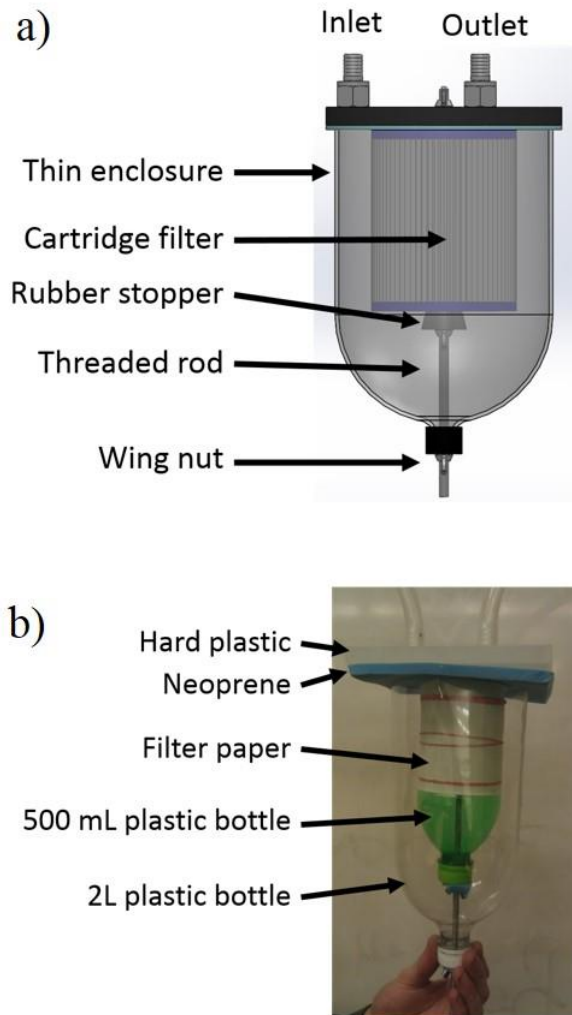 a)
Inlet
Outlet
Thin enclosure
Cartridge filter
Rubber stopper
Threaded rod
Wing nut
b)
Hard plastic
Neoprene
Filter paper
500 mL plastic bottle
2L plastic bottle